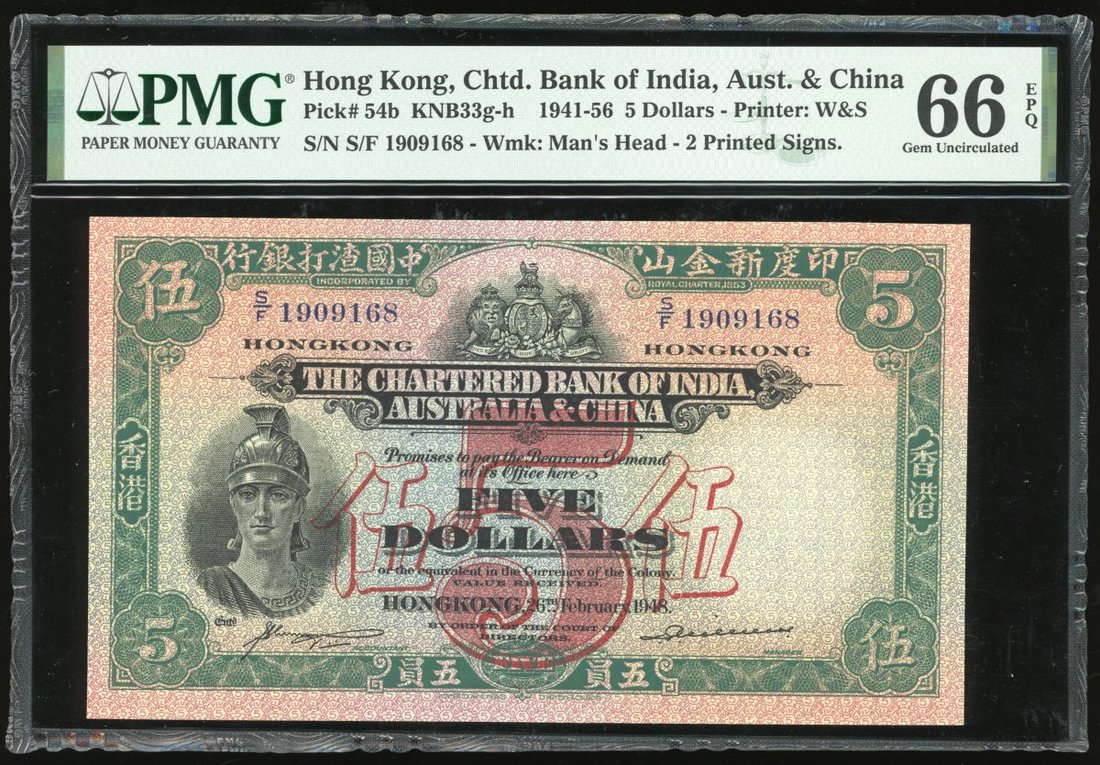 PMG®
PAPER MONEY GUARANTY
Hong Kong, Chtd. Bank of India, Aust. & China
Pick# 54b KNB33g-h 1941-56 5 Dollars - Printer: W&S
S/N S/F 1909168 - Wmk: Man's Head - 2 Printed Signs.
66 EPQ
Gem Uncirculated
伍
行銀打渣國中
山金新度印
5
INCORPORATED BY
ROYAL CHARTER, 1853
S/F 1909168
S/F 1909168
HONGKONG
HONGKONG
THE CHARTERED BANK OF INDIA,
AUSTRALIA & CHINA
Promises to pay the Bearer on Demand
at its Office here
香港
香港
伍 5 伍
FIVE
DOLLARS
or the equivalent in the Currency of the Colony.
VALUE RECEIVED.
HONGKONG, 26TH February, 1948.
BY ORDER OF THE COURT OF
DIRECTORS.
Entd
ACCOUNTANT.
MANAGER.
5
員五
員五
伍